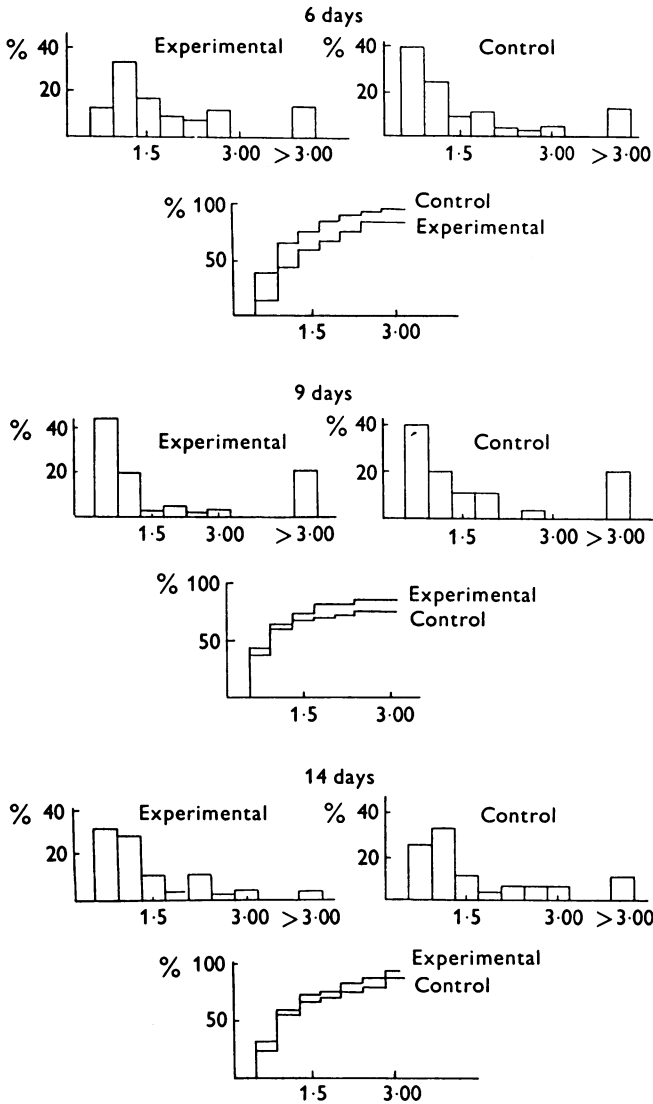 6 days
% 40 Experimental % 40 Control
20 20
1·5 3·00 >3·00 1·5 3·00 >3·00
% 100 Control
Experimental
50
1·5 3·00
9 days
% 40 Experimental % 40 Control
20 20
1·5 3·00 >3·00 1·5 3·00 >3·00
% 100 Experimental
Control
50
1·5 3·00
14 days
% 40 Experimental % 40 Control
20 20
1·5 3·00 >3·00 1·5 3·00 >3·00
% 100 Experimental
Control
50
1·5 3·00